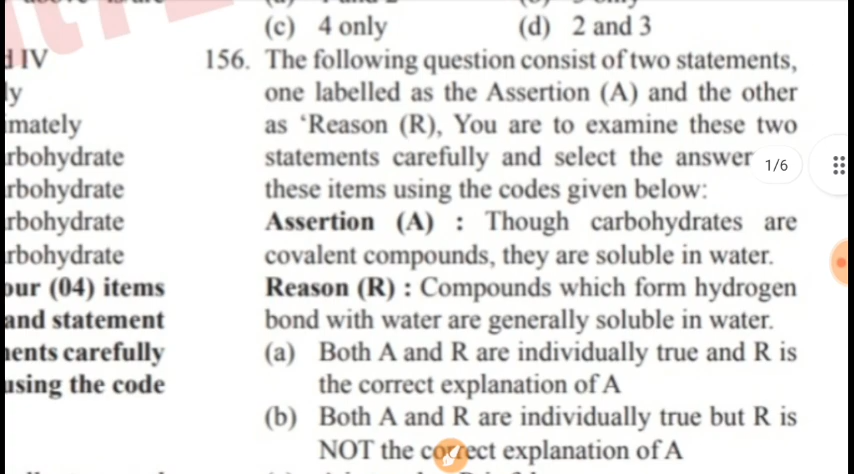 (c) 4 only (d) 2 and 3
IV
156. The following question consist of two statements,
one labelled as the Assertion (A) and the other
as ‘Reason (R), You are to examine these two
statements carefully and select the answer
these items using the codes given below:
Assertion (A) : Though carbohydrates are
covalent compounds, they are soluble in water.
Reason (R) : Compounds which form hydrogen
bond with water are generally soluble in water.
(a) Both A and R are individually true and R is
the correct explanation of A
(b) Both A and R are individually true but R is
NOT the correct explanation of A
ly
mately
rbohydrate
rbohydrate
rbohydrate
rbohydrate
our (04) items
and statement
nents carefully
using the code
1/6